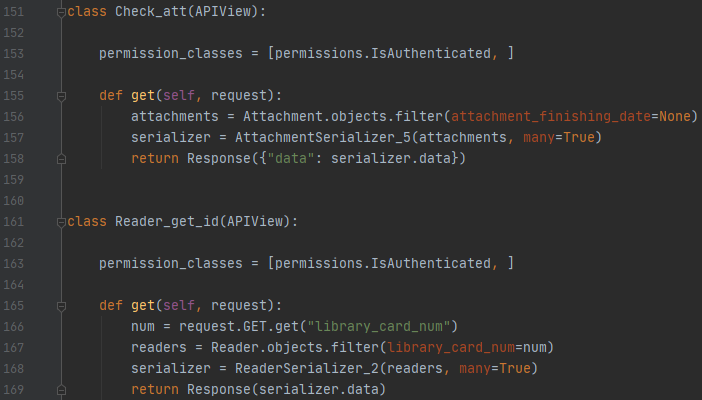 151 class Check_att(APIView):
152
153 permission_classes = [permissions.IsAuthenticated, ]
154
155 def get(self, request):
156 attachments = Attachment.objects.filter(attachment_finishing_date=None)
157 serializer = AttachmentSerializer_5(attachments, many=True)
158 return Response({"data": serializer.data})
159
160
161 class Reader_get_id(APIView):
162
163 permission_classes = [permissions.IsAuthenticated, ]
164
165 def get(self, request):
166 num = request.GET.get("library_card_num")
167 readers = Reader.objects.filter(library_card_num=num)
168 serializer = ReaderSerializer_2(readers, many=True)
169 return Response(serializer.data)